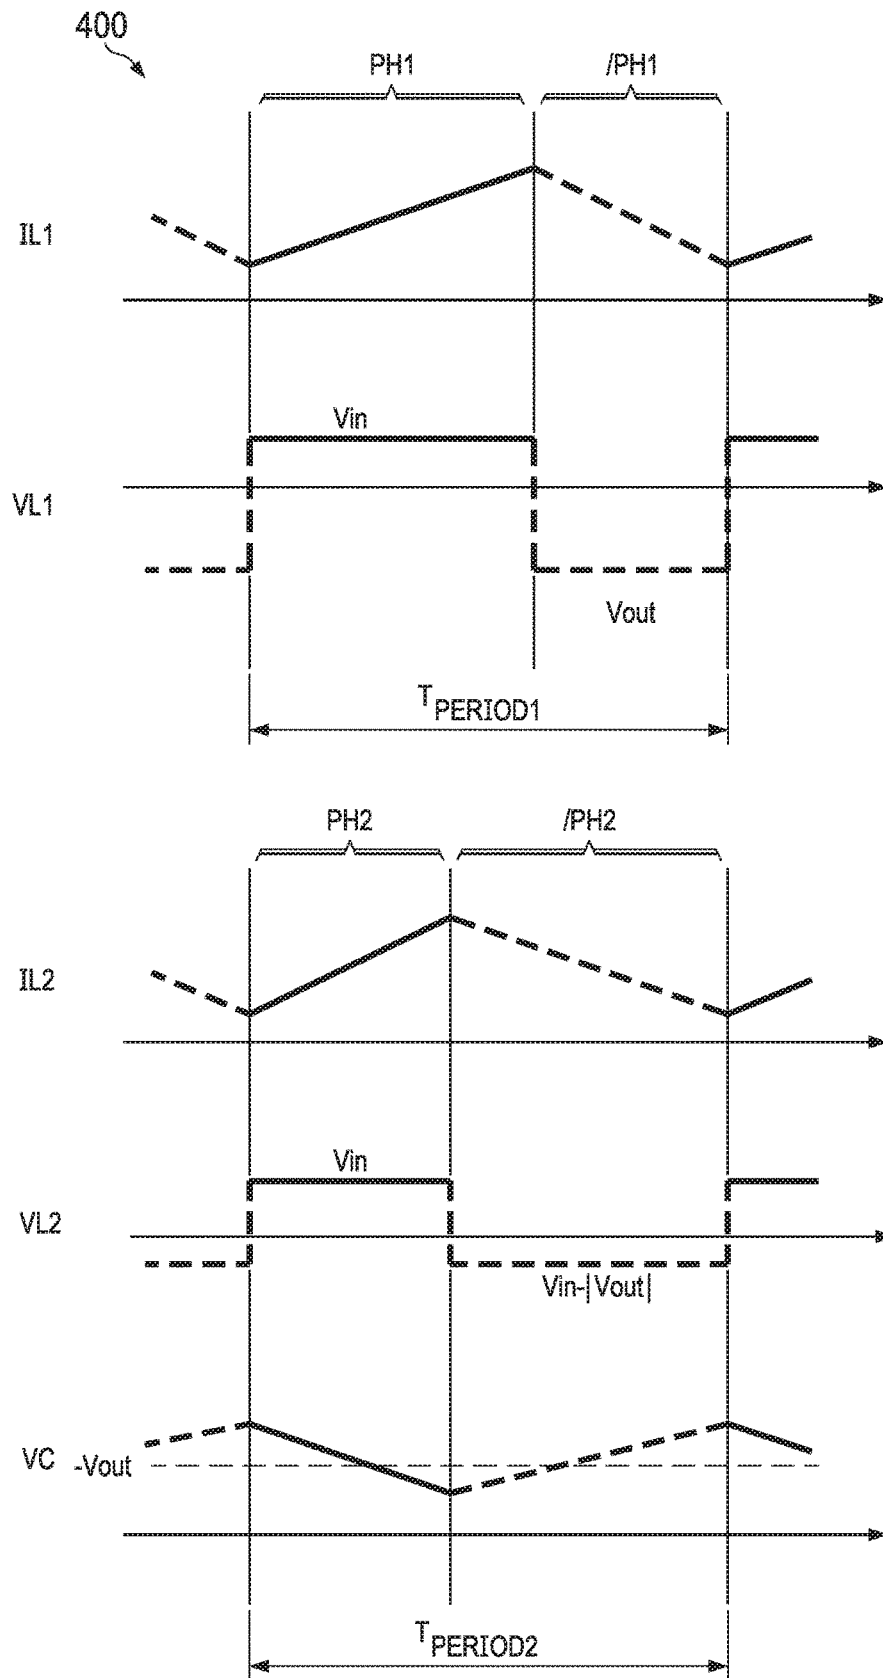 400
PH1
/PH1
IL1
Vin
VL1
Vout
TPERIOD1
PH2
/PH2
IL2
Vin
VL2
Vin-|Vout|
VC
-Vout
TPERIOD2